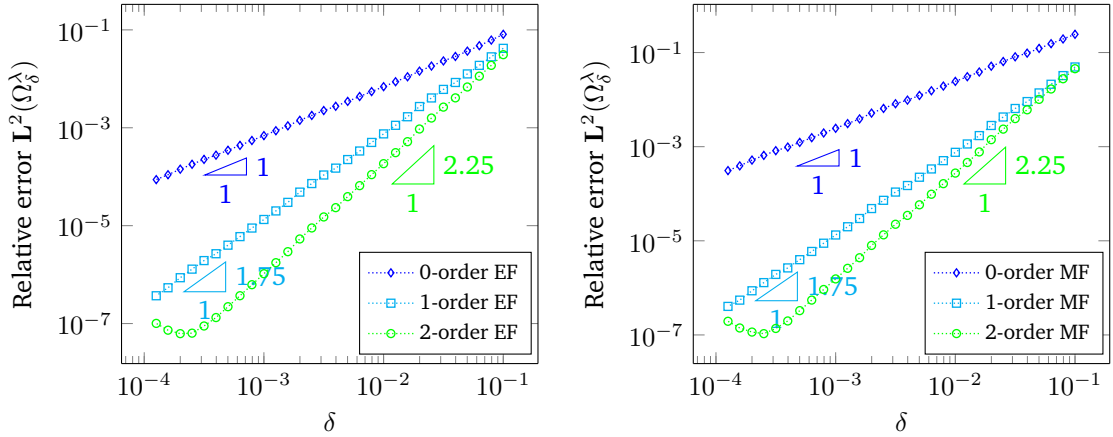 10⁻¹
10⁻³
10⁻⁵
10⁻⁷
10⁻⁴
10⁻³
10⁻²
10⁻¹
Relative error L²(Ω_δ^λ)
δ
1
1
1.75
1
2.25
1
0-order EF
1-order EF
2-order EF
10⁻¹
10⁻³
10⁻⁵
10⁻⁷
10⁻⁴
10⁻³
10⁻²
10⁻¹
Relative error L²(Ω_δ^λ)
δ
1
1
1.75
1
2.25
1
0-order MF
1-order MF
2-order MF